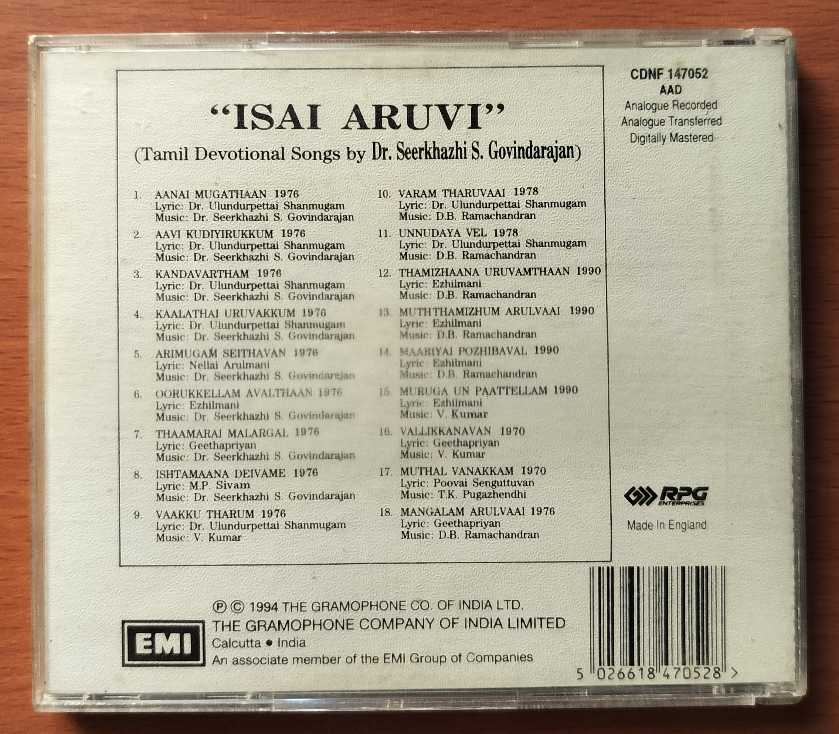 CDNF 147052
AAD
Analogue Recorded
Analogue Transferred
Digitally Mastered
“ISAI ARUVI”
(Tamil Devotional Songs by Dr. Seerkhazhi S. Govindarajan)
1. AANAI MUGATHAAN 1976
Lyric: Dr. Ulundurpettai Shanmugam
Music: Dr. Seerkhazhi S. Govindarajan
2. AAVI KUDIYIRUKKUM 1976
Lyric: Dr. Ulundurpettai Shanmugam
Music: Dr. Seerkhazhi S. Govindarajan
3. KANDAVARTHAM 1976
Lyric: Dr. Ulundurpettai Shanmugam
Music: Dr. Seerkhazhi S. Govindarajan
4. KAALATHAI URUVAKKUM 1976
Lyric: Dr. Ulundurpettai Shanmugam
Music: Dr. Seerkhazhi S. Govindarajan
5. ARIMUGAM SEITHAVAN 1976
Lyric: Nellai Arulmani
Music: Dr. Seerkhazhi S. Govindarajan
6. OORUKKELLAM AVALTHAAN 1976
Lyric: Ezhilmani
Music: Dr. Seerkhazhi S. Govindarajan
7. THAAMARAI MALARGAL 1976
Lyric: Geethapriyan
Music: Dr. Seerkhazhi S. Govindarajan
8. ISHTAMAANA DEIVAME 1976
Lyric: M.P. Sivam
Music: Dr. Seerkhazhi S. Govindarajan
9. VAAKKU THARUM 1976
Lyric: Dr. Ulundurpettai Shanmugam
Music: V. Kumar
10. VARAM THARUVAAI 1978
Lyric: Dr. Ulundurpettai Shanmugam
Music: D.B. Ramachandran
11. UNNUDAYA VEL 1978
Lyric: Dr. Ulundurpettai Shanmugam
Music: D.B. Ramachandran
12. THAMIZHAANA URUVAMTHAAN 1990
Lyric: Ezhilmani
Music: D.B. Ramachandran
13. MUTHTHAMIZHUM ARULVAAI 1990
Lyric: Ezhilmani
Music: D.B. Ramachandran
14. MAARIYAI POZHIBAVAL 1990
Lyric: Ezhilmani
Music: D.B. Ramachandran
15. MURUGA UN PAATTELLAM 1990
Lyric: Ezhilmani
Music: V. Kumar
16. VALLIKKANAVAN 1970
Lyric: Geethapriyan
Music: V. Kumar
17. MUTHAL VANAKKAM 1970
Lyric: Poovai Senguttuvan
Music: T.K. Pugazhendhi
18. MANGALAM ARULVAAI 1976
Lyric: Geethapriyan
Music: D.B. Ramachandran
RPG
ENTERPRISES
Made In England
EMI
Ⓟ © 1994 THE GRAMOPHONE CO. OF INDIA LTD.
THE GRAMOPHONE COMPANY OF INDIA LIMITED
Calcutta ● India
An associate member of the EMI Group of Companies
5 026618 470528 >